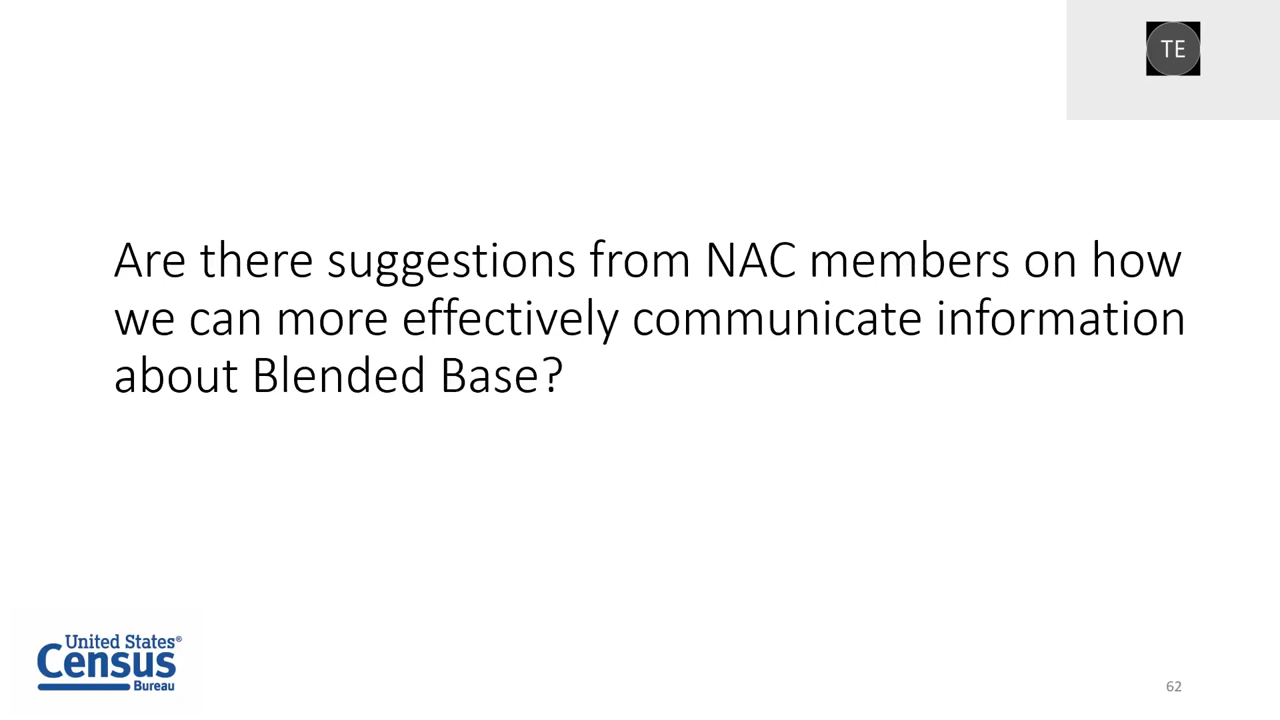 TE
Are there suggestions from NAC members on how
we can more effectively communicate information
about Blended Base?
United States®
Census
Bureau
62